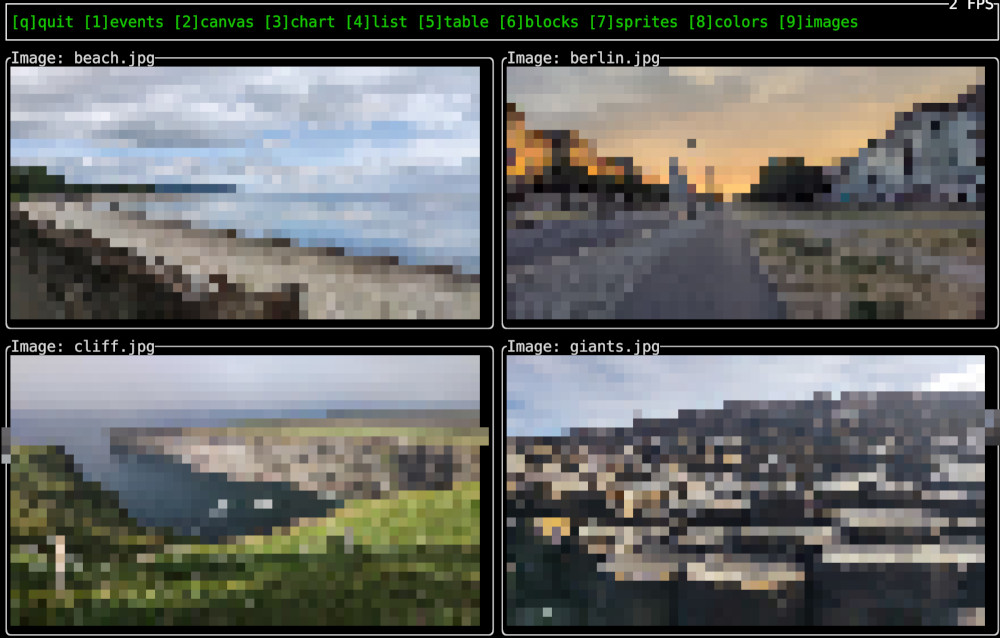 2 FPS
[q]quit [1]events [2]canvas [3]chart [4]list [5]table [6]blocks [7]sprites [8]colors [9]images
Image: beach.jpg
Image: berlin.jpg
Image: cliff.jpg
Image: giants.jpg